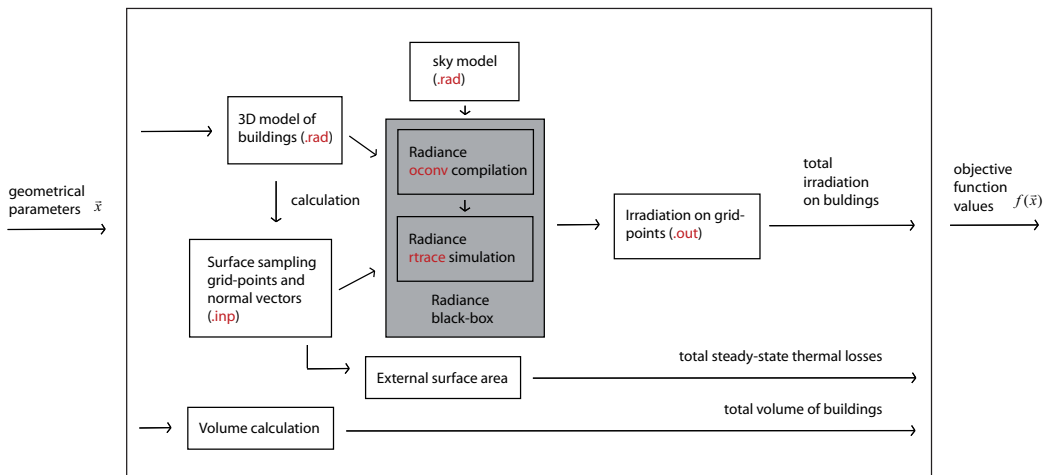 geometrical
parameters x⃗
3D model of
buildings (.rad)
calculation
Surface sampling
grid-points and
normal vectors
(.inp)
sky model
(.rad)
Radiance
oconv compilation
Radiance
rtrace simulation
Radiance
black-box
Irradiation on grid-
points (.out)
total
irradiation
on buldings
External surface area
total steady-state thermal losses
Volume calculation
total volume of buildings
objective
function
values f(x⃗)